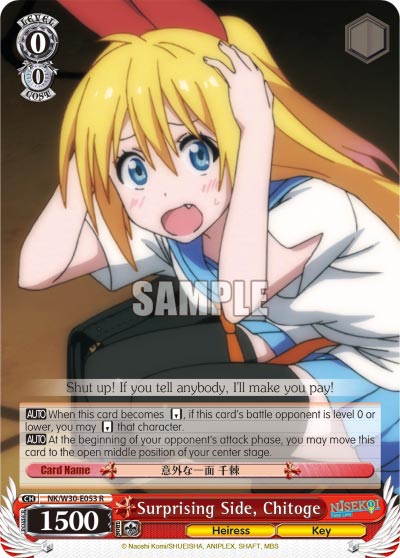 LEVEL
0
0
COST
SAMPLE
Shut up! If you tell anybody, I'll make you pay!
AUTO When this card becomes [▼], if this card's battle opponent is level 0 or
lower, you may [▼] that character.
AUTO At the beginning of your opponent's attack phase, you may move this
card to the open middle position of your center stage.
Card Name 意外な一面 千棘
CH NK/W30-E053 R
POWER 1500 Surprising Side, Chitoge NISEKOI
Heiress Key
© Naoshi Komi/SHUEISHA, ANIPLEX, SHAFT, MBS